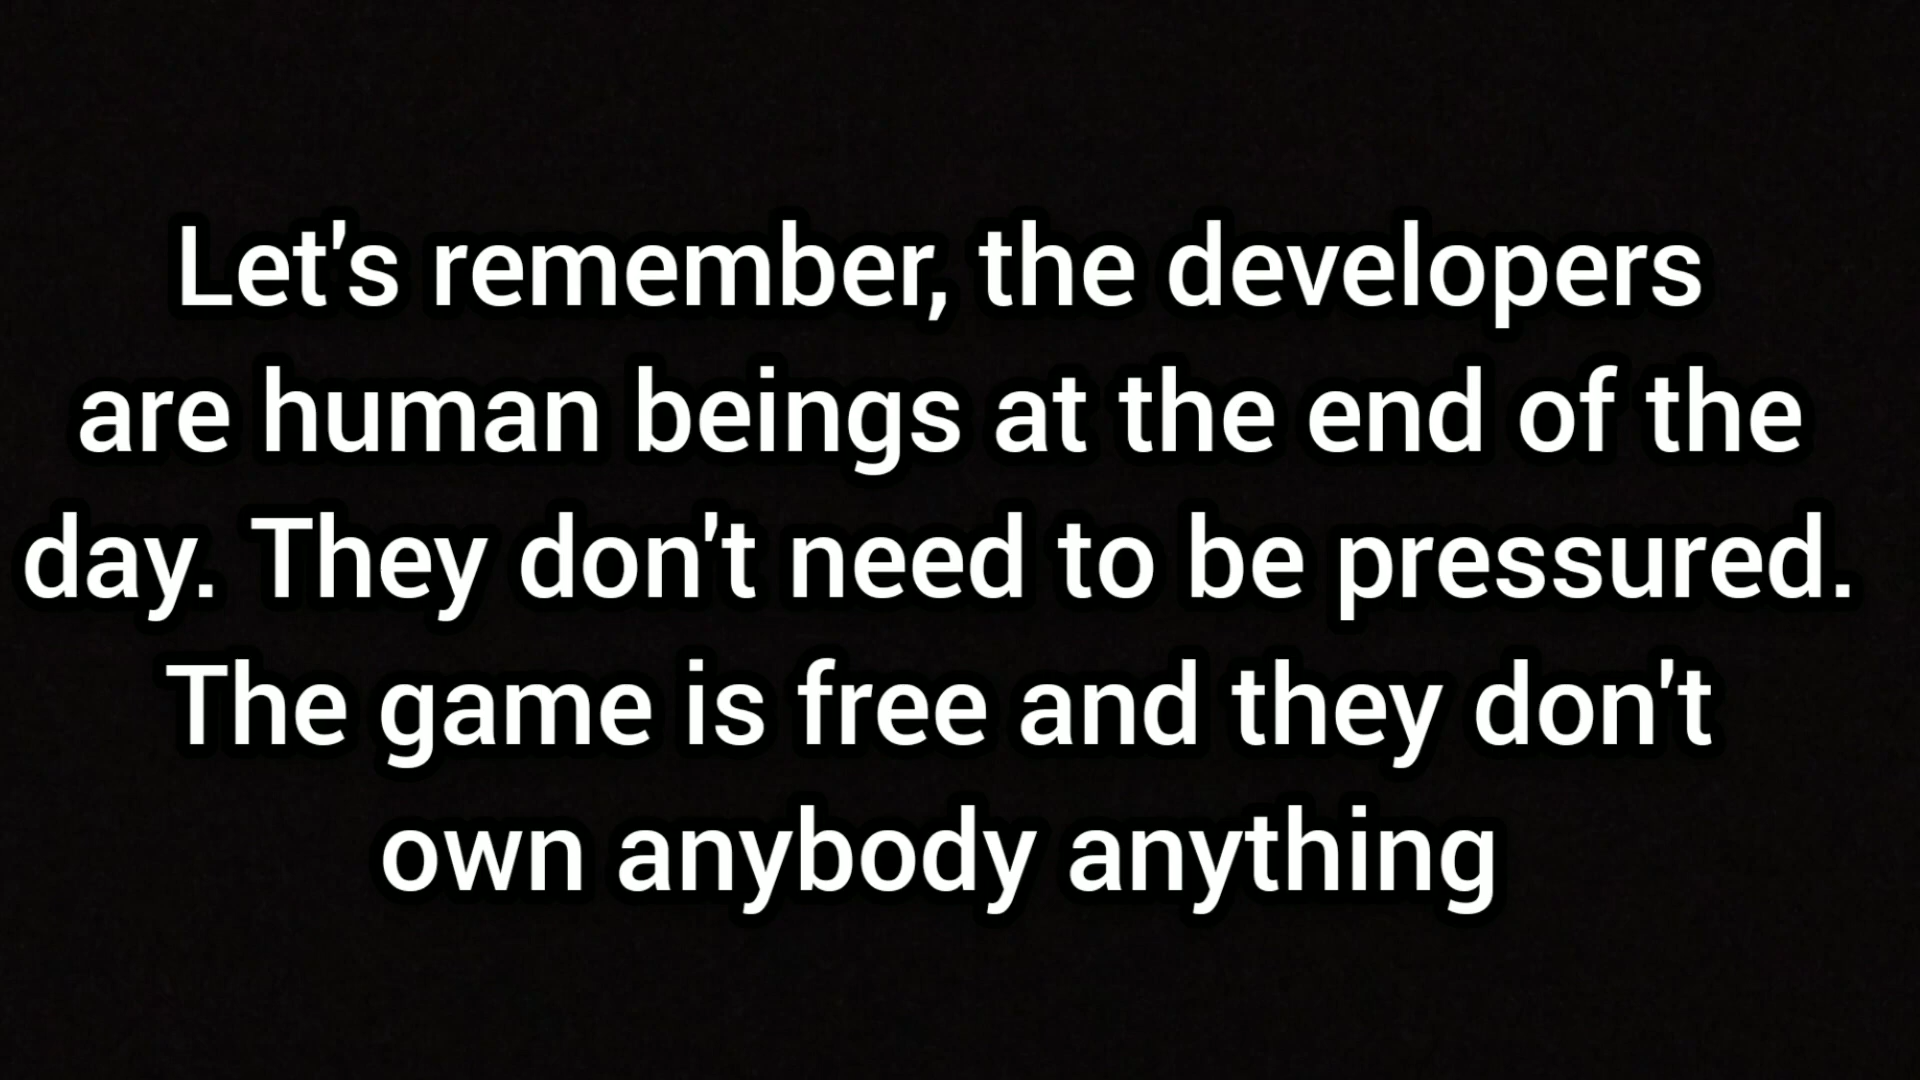 Let's remember, the developers
are human beings at the end of the
day. They don't need to be pressured.
The game is free and they don't
own anybody anything